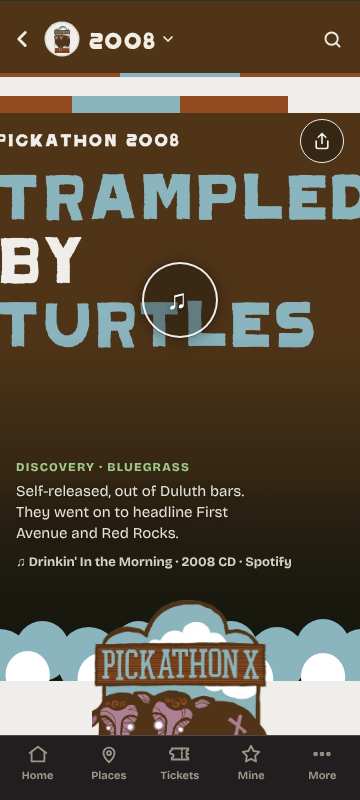 2008
PICKATHON 2008
TRAMPLED
BY
TURTLES
DISCOVERY · BLUEGRASS
Self-released, out of Duluth bars.
They went on to headline First
Avenue and Red Rocks.
♫ Drinkin' In the Morning · 2008 CD · Spotify
PICKATHON X
Home Places Tickets Mine More